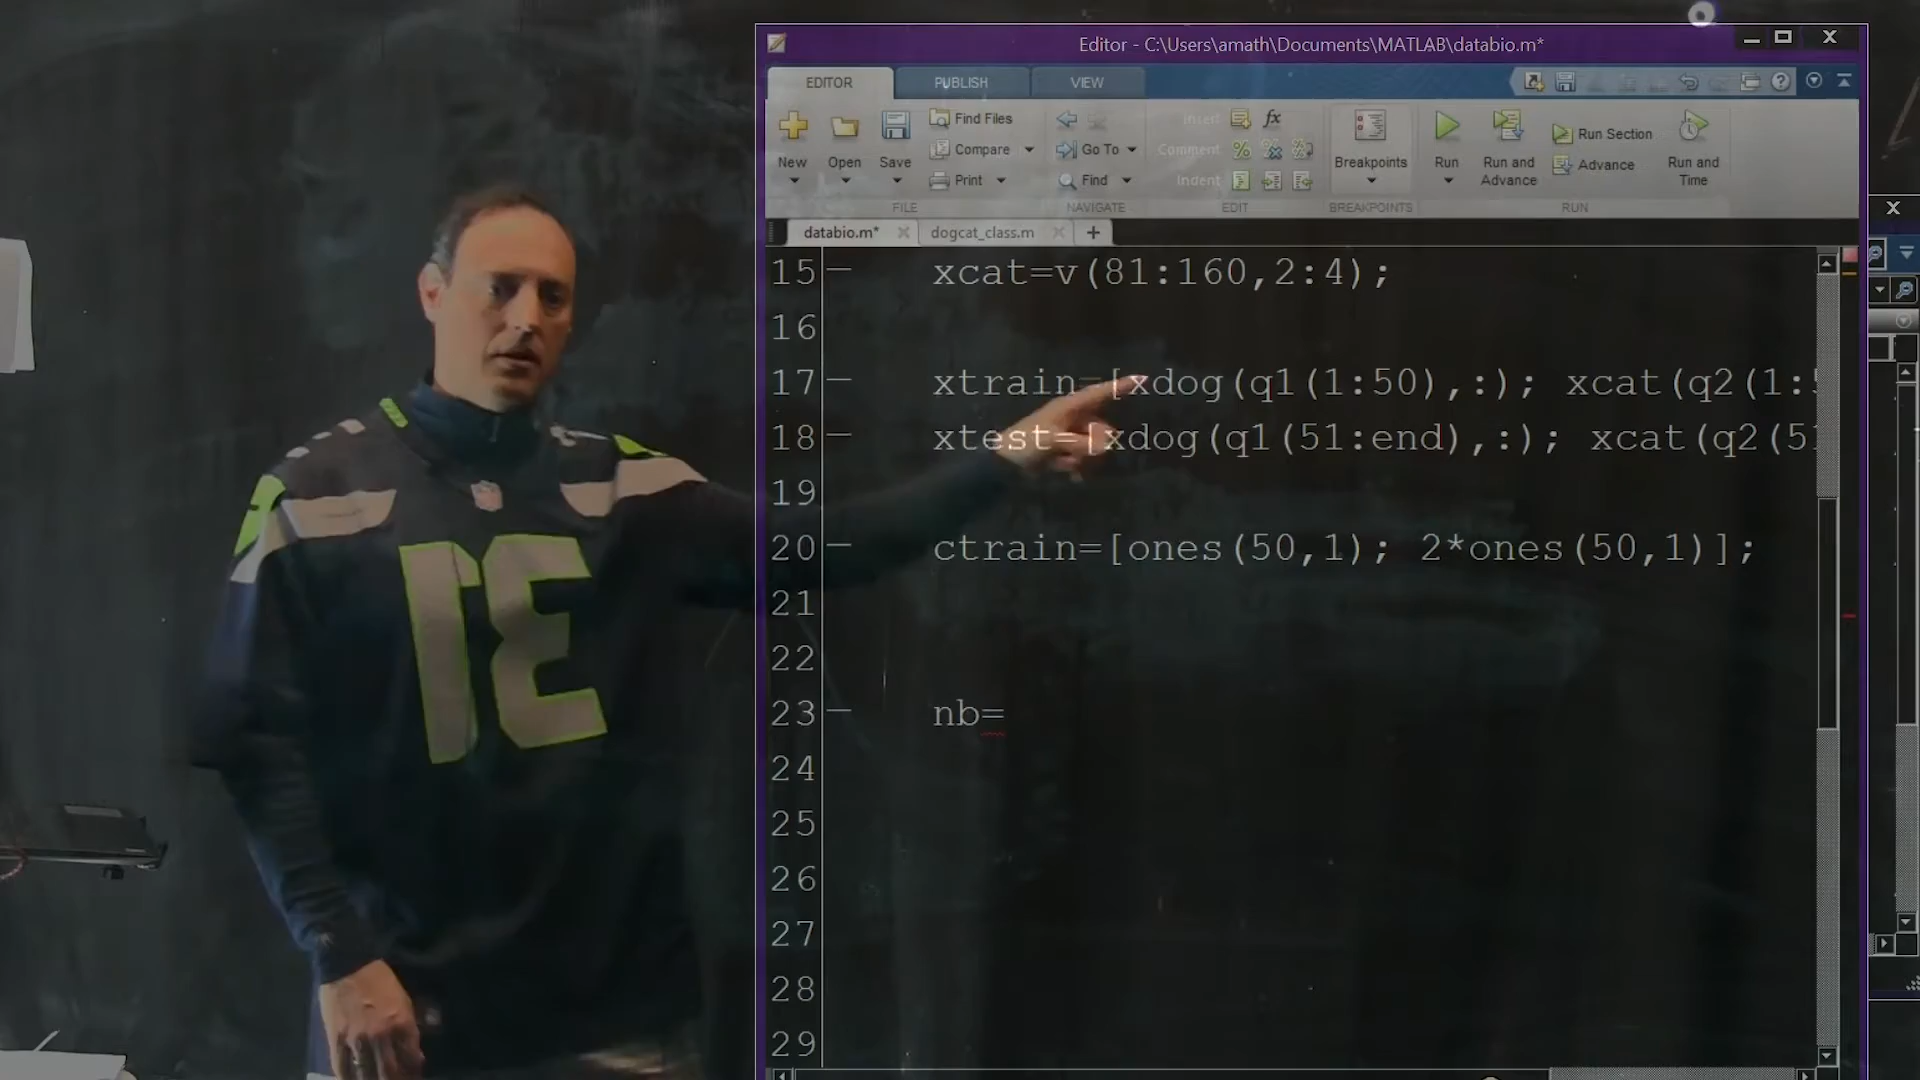 Editor - C:\Users\amath\Documents\MATLAB\databio.m*
EDITOR PUBLISH VIEW
New Open Save Find Files Compare Print
Go To Find
Insert Comment Indent
Breakpoints
Run Run and Advance Run Section Advance Run and Time
FILE NAVIGATE EDIT BREAKPOINTS RUN
databio.m* dogcat_class.m
15 xcat=v(81:160,2:4);
16
17 xtrain=[xdog(q1(1:50),:); xcat(q2(1:
18 xtest=[xdog(q1(51:end),:); xcat(q2(51
19
20 ctrain=[ones(50,1); 2*ones(50,1)];
21
22
23 nb=
24
25
26
27
28
29